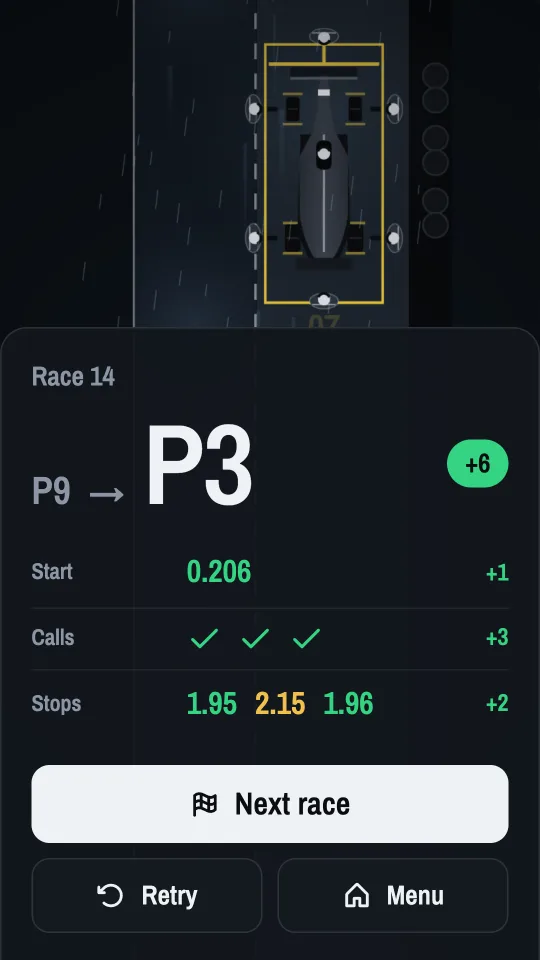 07
Race 14
P9 → P3 +6
Start 0.206 +1
Calls +3
Stops 1.95 2.15 1.96 +2
Next race
Retry Menu